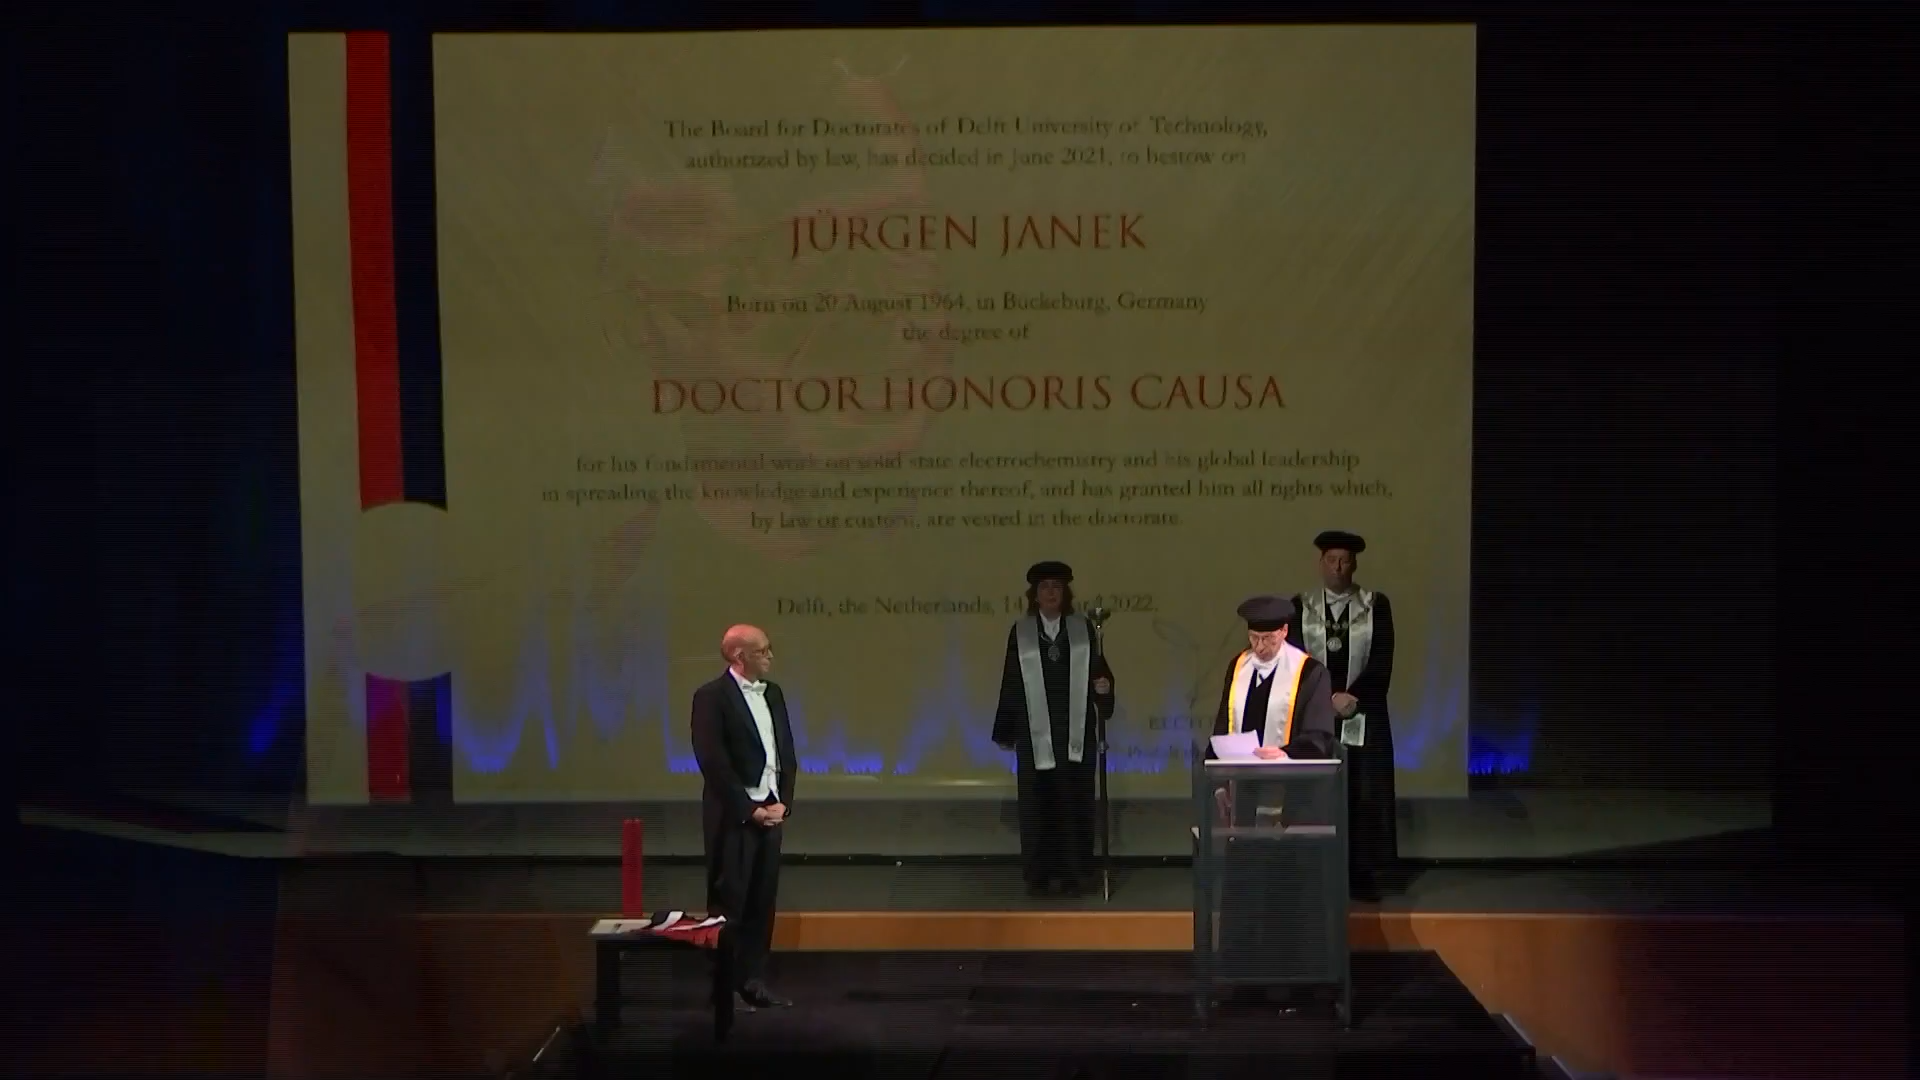 The Board for Doctorates of Delft University of Technology,
authorized by law, has decided in June 2021, to bestow on
JÜRGEN JANEK
Born on 20 August 1964, in Bückeburg, Germany
the degree of
DOCTOR HONORIS CAUSA
for his fundamental work on solid state electrochemistry and his global leadership
in spreading the knowledge and experience thereof, and has granted him all rights which,
by law or custom, are vested in the doctorate.
Delft, the Netherlands, 14 2022.